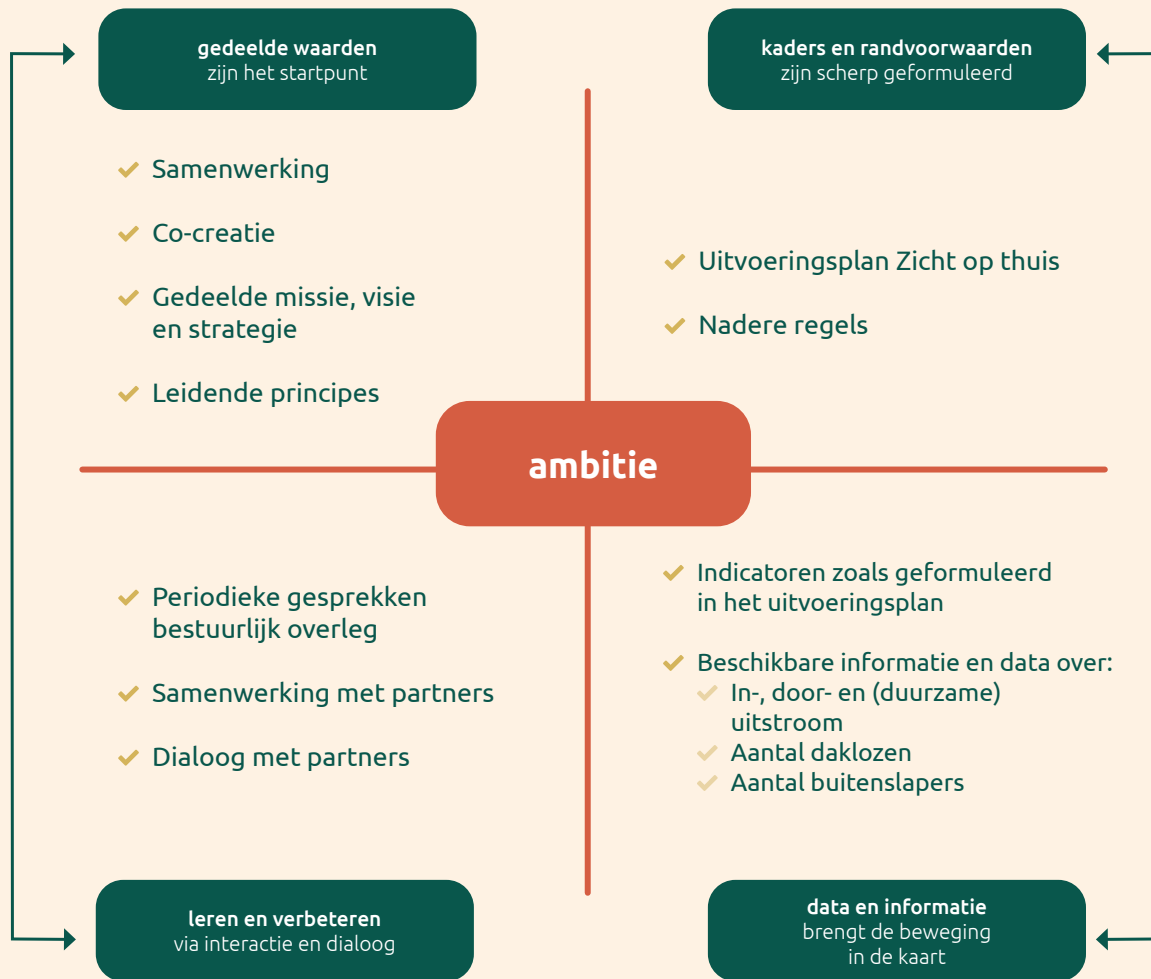 gedeelde waarden
zijn het startpunt
kaders en randvoorwaarden
zijn scherp geformuleerd
Samenwerking
Co-creatie
Gedeelde missie, visie
en strategie
Leidende principes
Uitvoeringsplan Zicht op thuis
Nadere regels
ambitie
Periodieke gesprekken
bestuurlijk overleg
Samenwerking met partners
Dialoog met partners
Indicatoren zoals geformuleerd
in het uitvoeringsplan
Beschikbare informatie en data over:
In-, door- en (duurzame)
uitstroom
Aantal daklozen
Aantal buitenslapers
leren en verbeteren
via interactie en dialoog
data en informatie
brengt de beweging
in de kaart